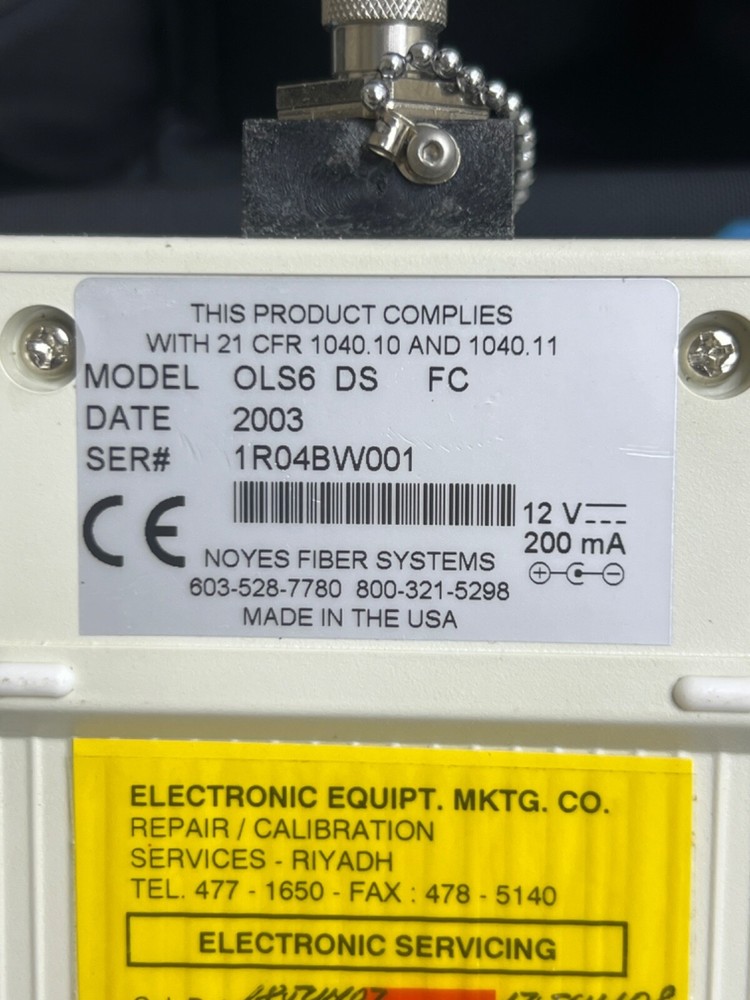 THIS PRODUCT COMPLIES
WITH 21 CFR 1040.10 AND 1040.11
MODEL OLS6 DS FC
DATE 2003
SER# 1R04BW001
CE 12 V
200 mA
NOYES FIBER SYSTEMS
603-528-7780 800-321-5298
MADE IN THE USA
ELECTRONIC EQUIPT. MKTG. CO.
REPAIR / CALIBRATION
SERVICES - RIYADH
TEL. 477 - 1650 - FAX : 478 - 5140
ELECTRONIC SERVICING